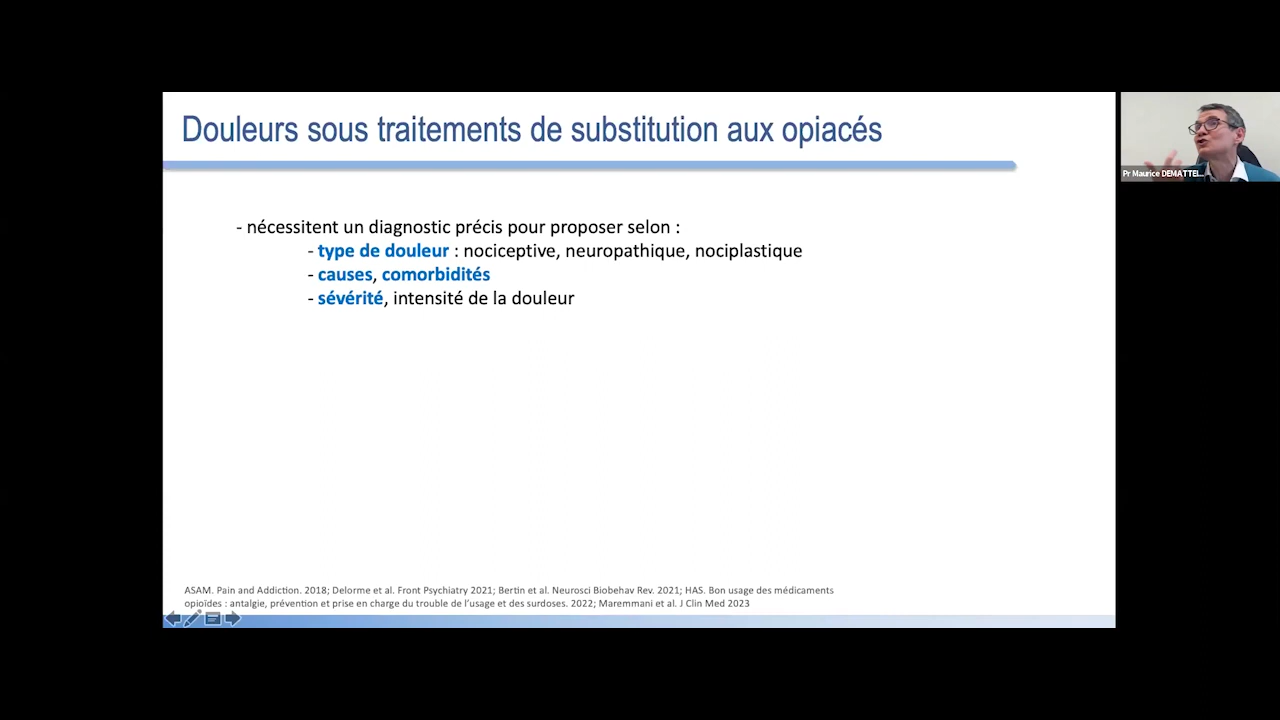 Douleurs sous traitements de substitution aux opiacés
Pr Maurice DEMATTEI...
- nécessitent un diagnostic précis pour proposer selon :
- type de douleur : nociceptive, neuropathique, nociplastique
- causes, comorbidités
- sévérité, intensité de la douleur
ASAM. Pain and Addiction. 2018; Delorme et al. Front Psychiatry 2021; Bertin et al. Neurosci Biobehav Rev. 2021; HAS. Bon usage des médicaments
opioïdes : antalgie, prévention et prise en charge du trouble de l'usage et des surdoses. 2022; Maremmani et al. J Clin Med 2023